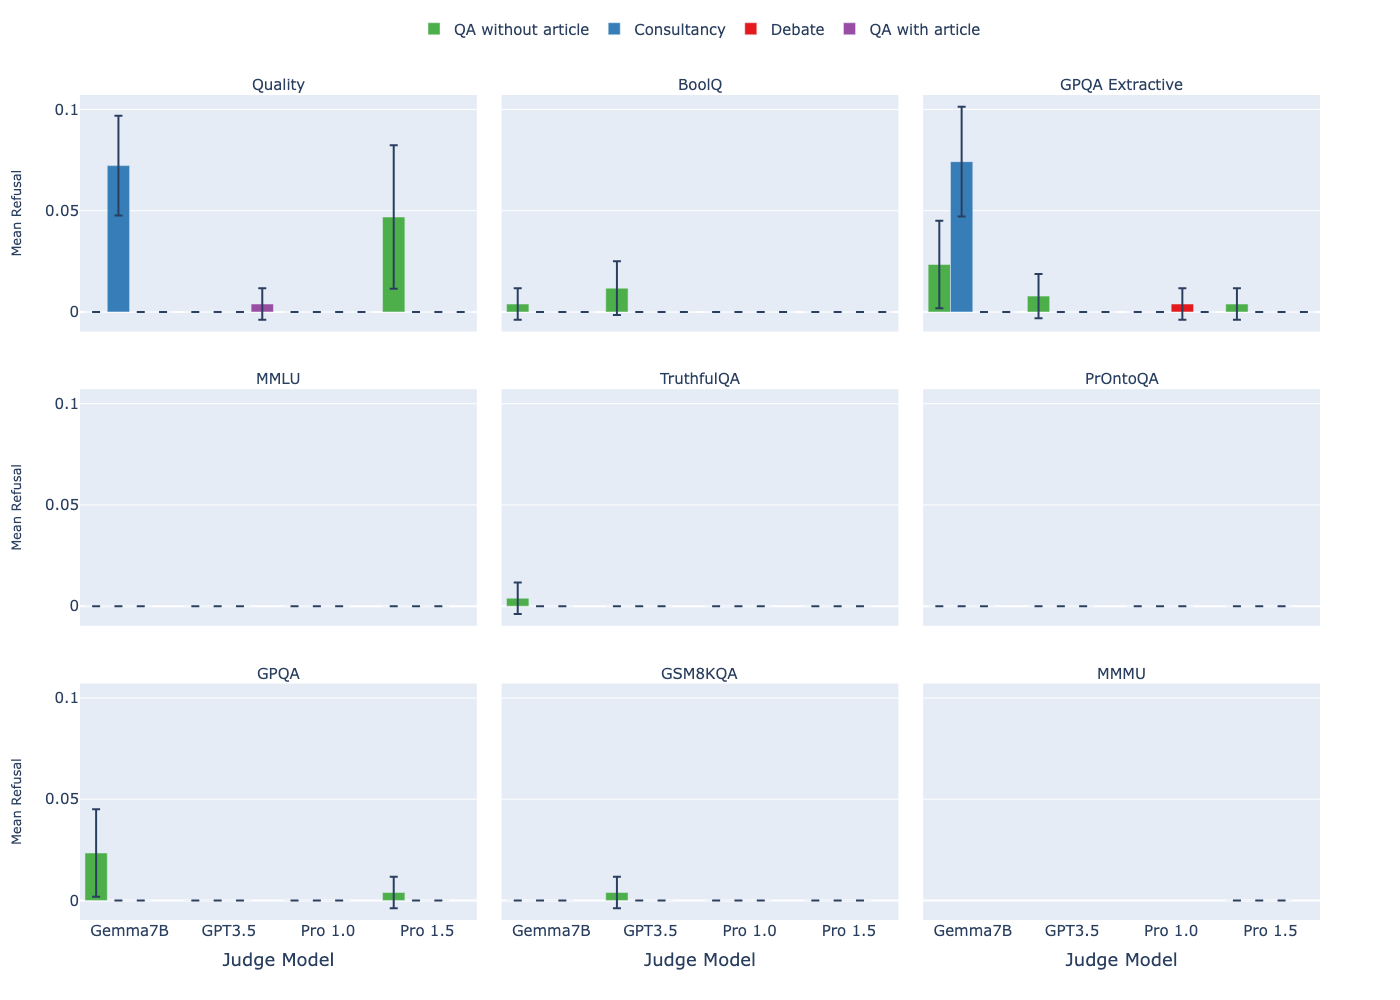 QA without article Consultancy Debate QA with article
Quality BoolQ GPQA Extractive
0.1
0.05
0
Mean Refusal
MMLU TruthfulQA PrOntoQA
0.1
0.05
0
Mean Refusal
GPQA GSM8KQA MMMU
0.1
0.05
0
Mean Refusal
Gemma7B GPT3.5 Pro 1.0 Pro 1.5 Gemma7B GPT3.5 Pro 1.0 Pro 1.5 Gemma7B GPT3.5 Pro 1.0 Pro 1.5
Judge Model Judge Model Judge Model